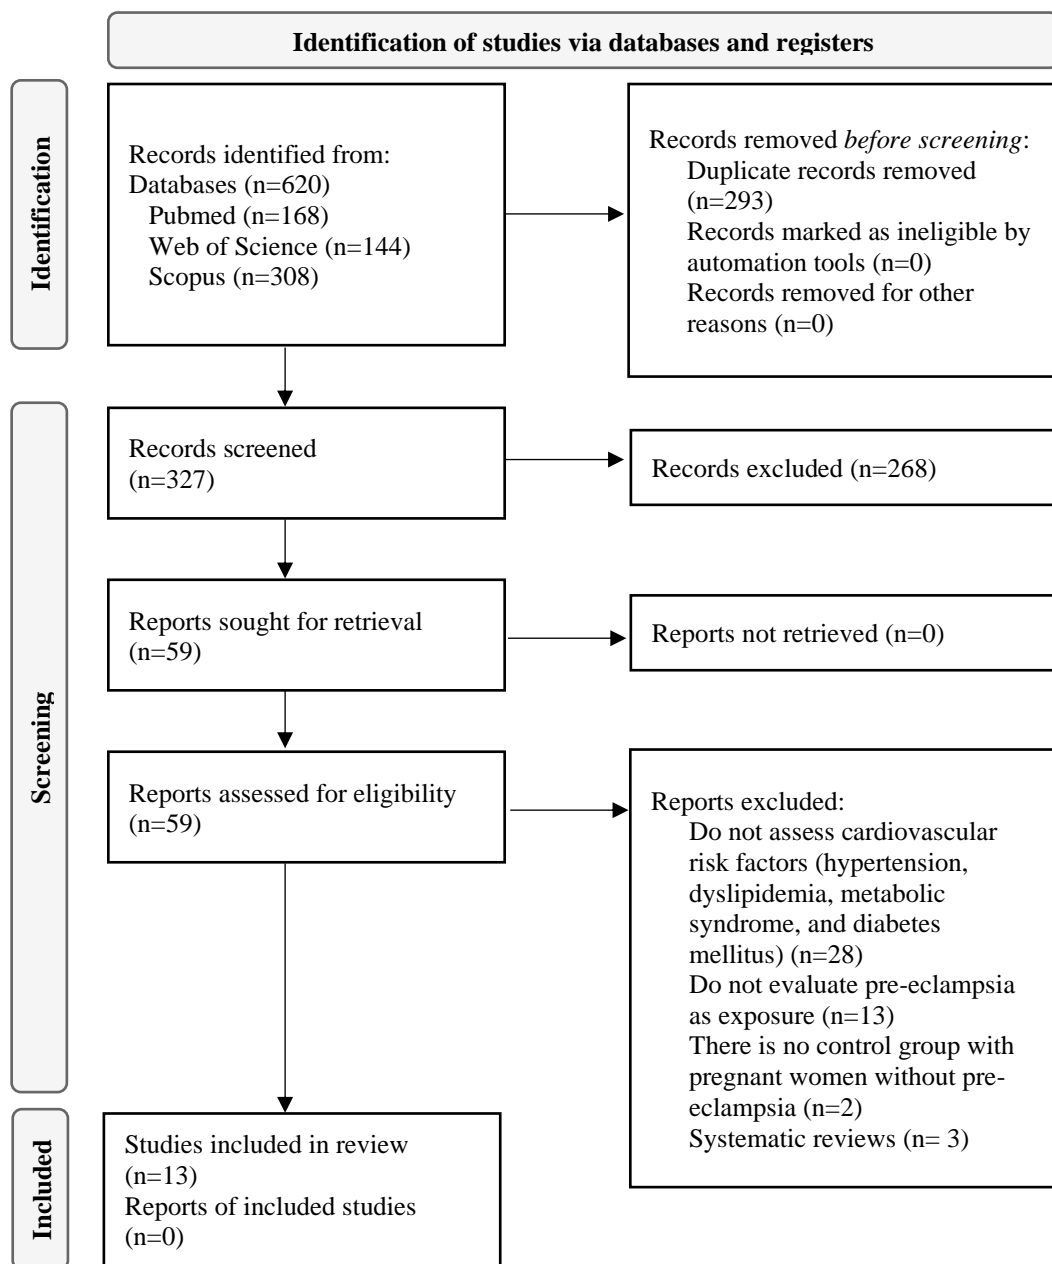 Identification of studies via databases and registers
Identification
Records identified from:
Databases (n=620)
Pubmed (n=168)
Web of Science (n=144)
Scopus (n=308)
Records removed before screening:
Duplicate records removed
(n=293)
Records marked as ineligible by
automation tools (n=0)
Records removed for other
reasons (n=0)
Screening
Records screened
(n=327)
Records excluded (n=268)
Reports sought for retrieval
(n=59)
Reports not retrieved (n=0)
Reports assessed for eligibility
(n=59)
Reports excluded:
Do not assess cardiovascular
risk factors (hypertension,
dyslipidemia, metabolic
syndrome, and diabetes
mellitus) (n=28)
Do not evaluate pre-eclampsia
as exposure (n=13)
There is no control group with
pregnant women without pre-
eclampsia (n=2)
Systematic reviews (n= 3)
Included
Studies included in review
(n=13)
Reports of included studies
(n=0)